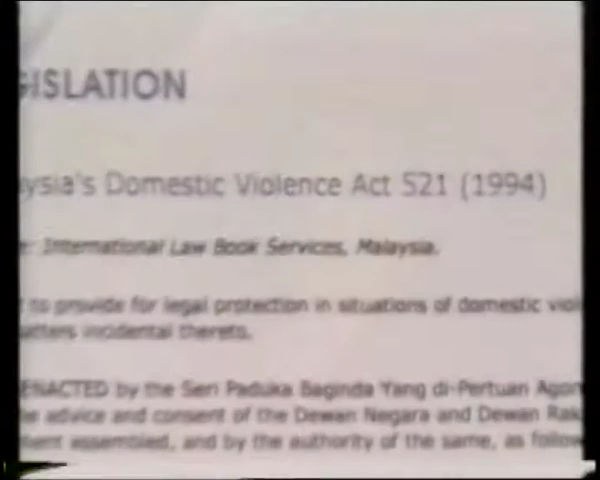 GISLATION
ysia's Domestic Violence Act 521 (1994)
e: International Law Book Services, Malaysia.
to provide for legal protection in situations of domestic viol
atters incidental thereto.
ENACTED by the Seri Paduka Baginda Yang di-Pertuan Agon
e advice and consent of the Dewan Negara and Dewan Rak
ment assembled, and by the authority of the same, as follow